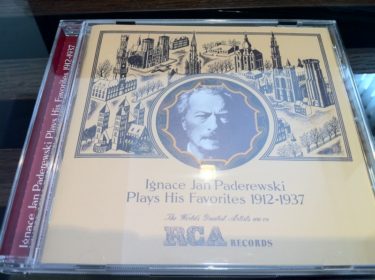 Ignace Jan Paderewski Plays His Favorites 1912-1937
Ignace Jan Paderewski
Plays His Favorites 1912-1937
The World's Greatest Artists are on
RCA RECORDS